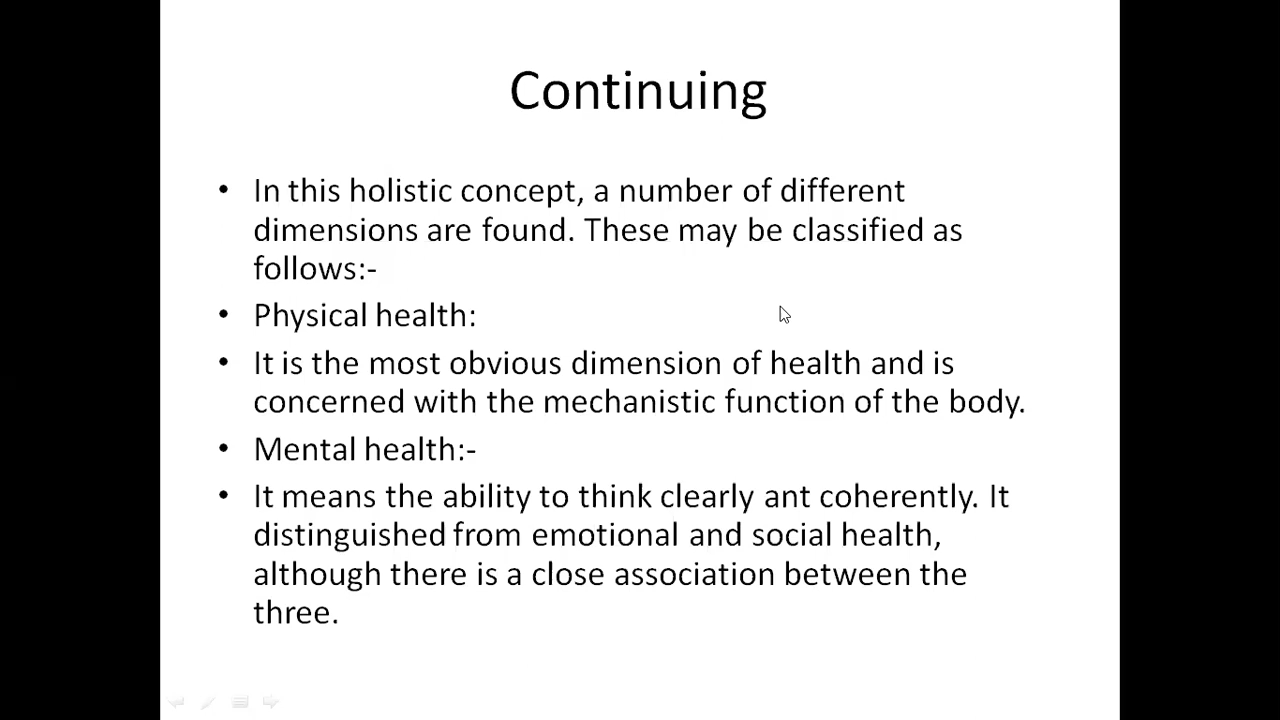 Continuing
• In this holistic concept, a number of different
dimensions are found. These may be classified as
follows:-
• Physical health:
• It is the most obvious dimension of health and is
concerned with the mechanistic function of the body.
• Mental health:-
• It means the ability to think clearly ant coherently. It
distinguished from emotional and social health,
although there is a close association between the
three.